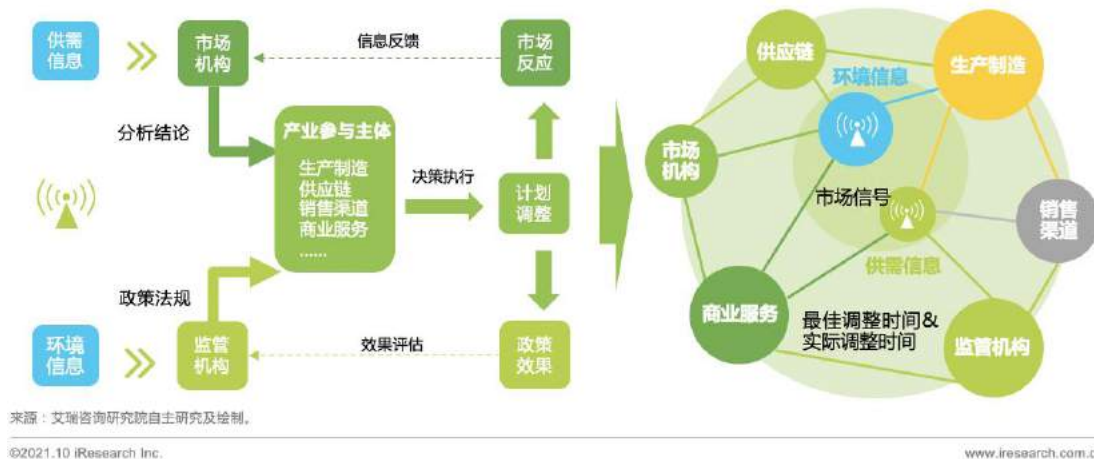 供需
信息
市场
机构
信息反馈
市场
反应
分析结论
产业参与主体
生产制造
供应链
销售渠道
商业服务
……
决策执行
计划
调整
政策法规
环境
信息
监管
机构
效果评估
政策
效果
供应链
环境信息
生产制造
市场
机构
市场信号
销售
渠道
供需信息
商业服务
最佳调整时间&
实际调整时间
监管机构
来源：艾瑞咨询研究院自主研究及绘制。
©2021.10 iResearch Inc.
www.iresearch.com.c